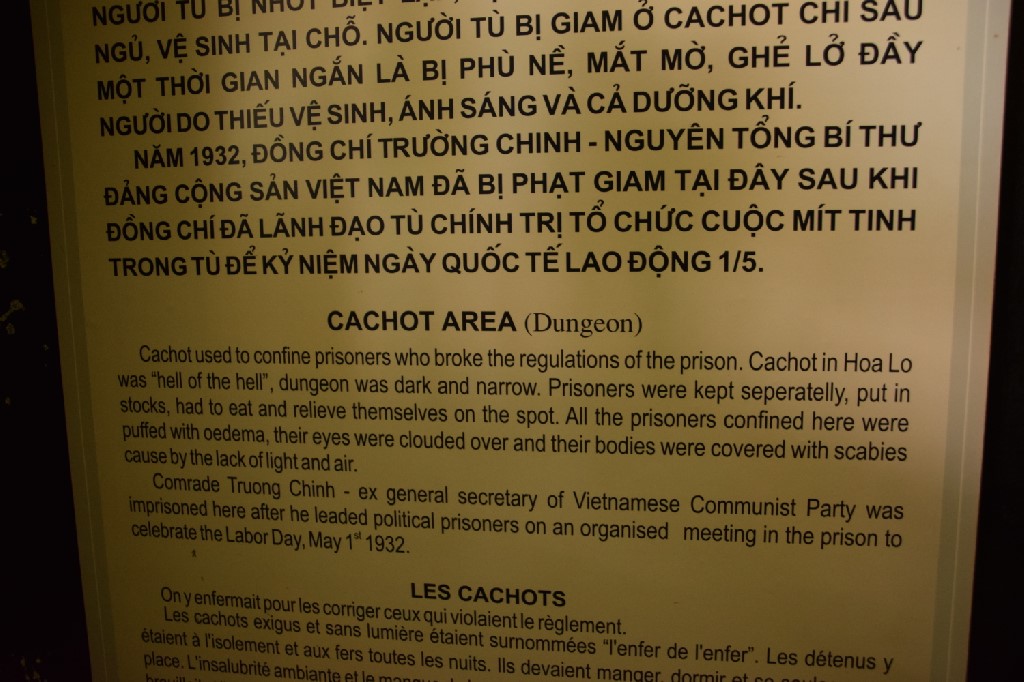 NGƯỜI TÙ BỊ NHỐT BIỆT
NGỦ, VỆ SINH TẠI CHỖ. NGƯỜI TÙ BỊ GIAM Ở CACHOT CHỈ SAU
MỘT THỜI GIAN NGẮN LÀ BỊ PHÙ NỀ, MẮT MỜ, GHẺ LỞ ĐẦY
NGƯỜI DO THIẾU VỆ SINH, ÁNH SÁNG VÀ CẢ DƯỠNG KHÍ.
NĂM 1932, ĐỒNG CHÍ TRƯỜNG CHINH - NGUYÊN TỔNG BÍ THƯ
ĐẢNG CỘNG SẢN VIỆT NAM ĐÃ BỊ PHẠT GIAM TẠI ĐÂY SAU KHI
ĐỒNG CHÍ ĐÃ LÃNH ĐẠO TÙ CHÍNH TRỊ TỔ CHỨC CUỘC MÍT TINH
TRONG TÙ ĐỂ KỶ NIỆM NGÀY QUỐC TẾ LAO ĐỘNG 1/5.
CACHOT AREA (Dungeon)
Cachot used to confine prisoners who broke the regulations of the prison. Cachot in Hoa Lo
was "hell of the hell", dungeon was dark and narrow. Prisoners were kept seperatelly, put in
stocks, had to eat and relieve themselves on the spot. All the prisoners confined here were
puffed with oedema, their eyes were clouded over and their bodies were covered with scabies
cause by the lack of light and air.
Comrade Truong Chinh - ex general secretary of Vietnamese Communist Party was
imprisoned here after he leaded political prisoners on an organised meeting in the prison to
celebrate the Labor Day, May 1st 1932.
LES CACHOTS
On y enfermait pour les corriger ceux qui violaient le règlement.
Les cachots exigus et sans lumière étaient surnommées "l'enfer de l'enfer". Les détenus y
étaient à l'isolement et aux fers toutes les nuits. Ils devaient manger, dormir et se
place. L'insalubrité ambiante et le manque